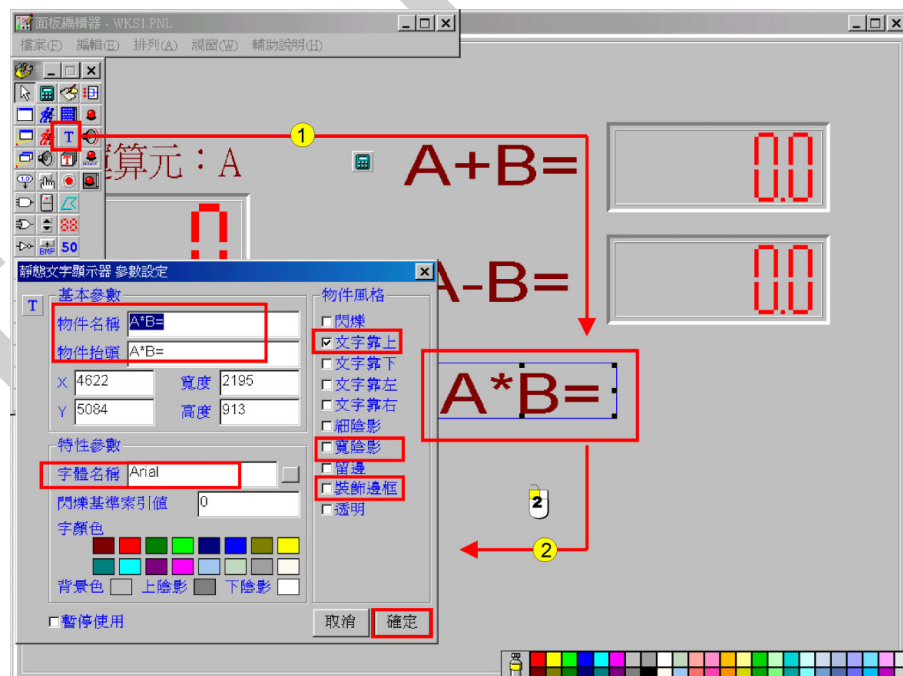 面板編輯器 - WKS1.PNL
檔案(F) 編輯(E) 排列(A) 視窗(W) 輔助說明(H)
T
1
運算元：A
A+B=
0.0
0
1.0
BMP 50
A-B=
0.0
靜態文字顯示器 參數設定
T
基本參數
物件名稱 A*B=
物件抬頭 A*B=
X 4622 寬度 2195
Y 5084 高度 913
特性參數
字體名稱 Arial
閃爍基準索引值 0
字顏色
背景色 上陰影 下陰影
暫停使用
物件風格
閃爍
文字靠上
文字靠下
文字靠左
文字靠右
細陰影
寬陰影
留邊
裝飾邊框
透明
取消 確定
A*B=
2
2